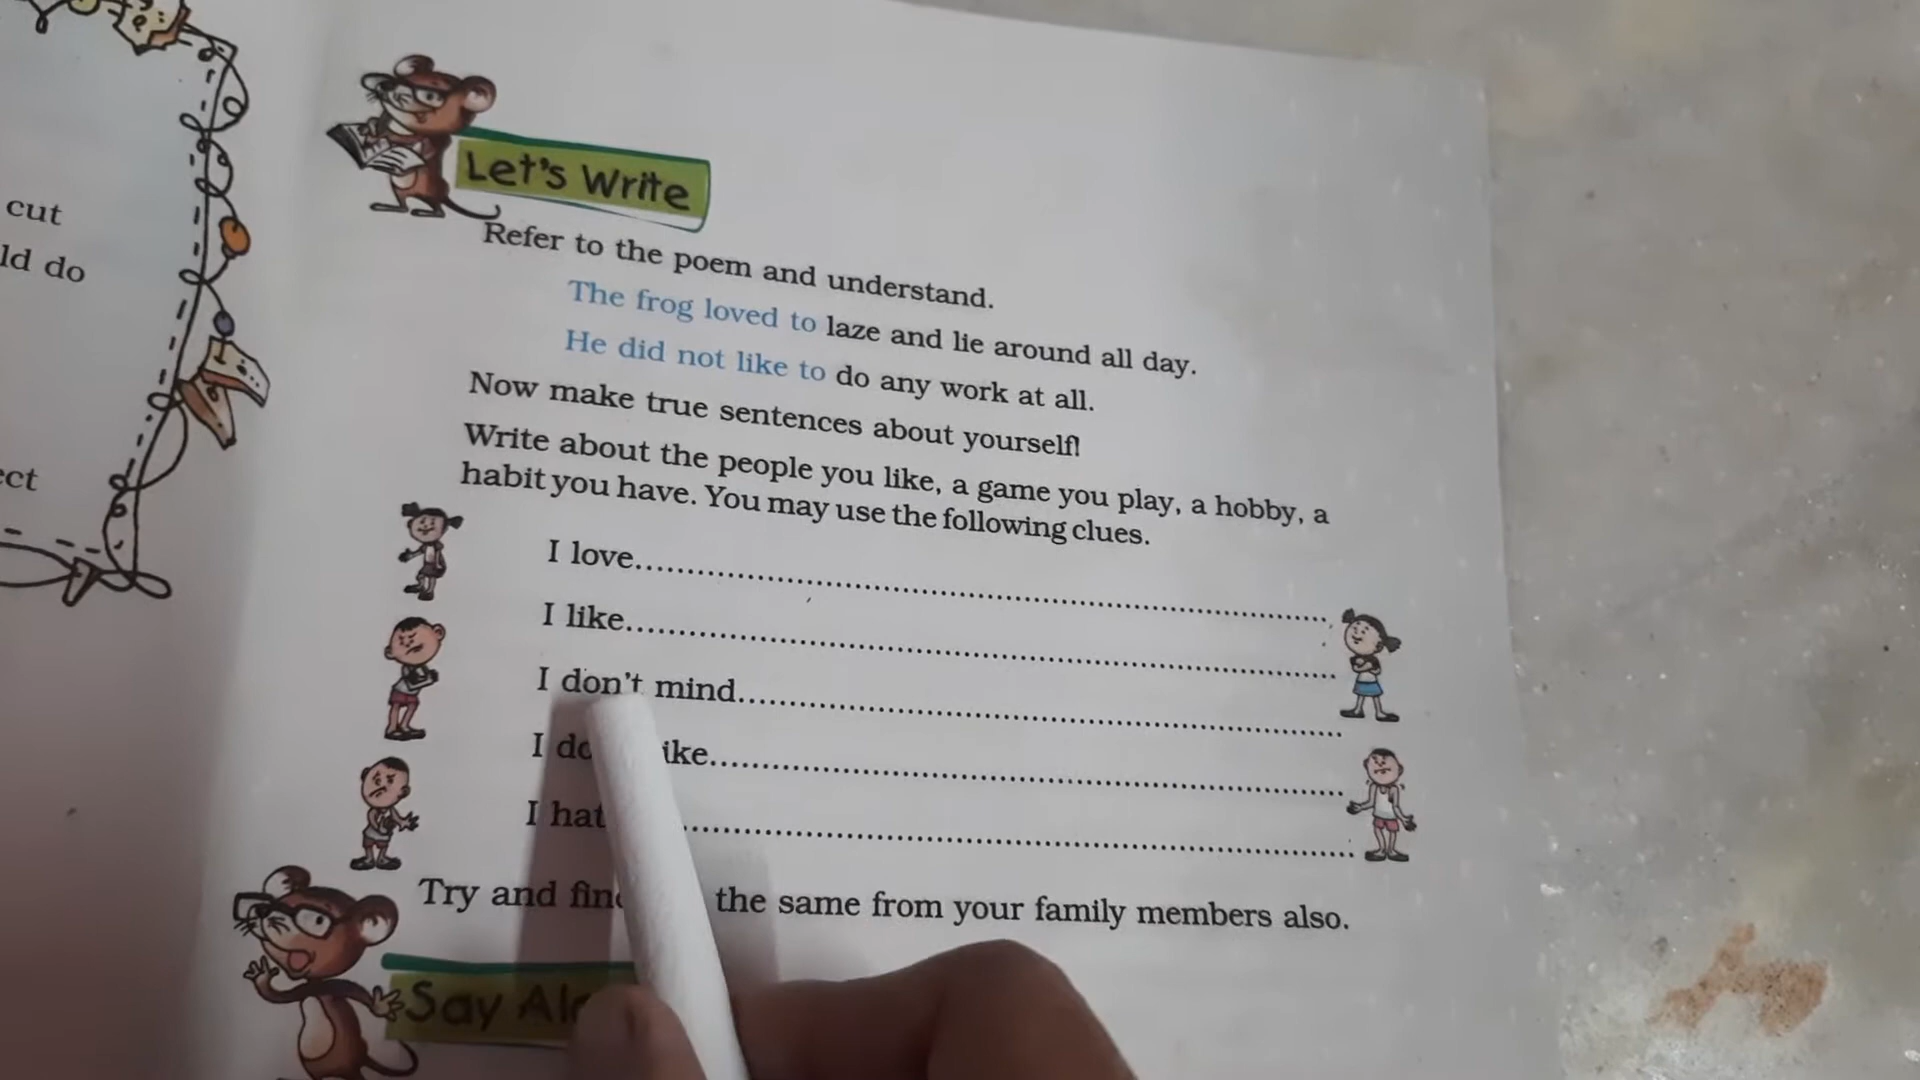 cut
ld do
ect
Let's Write
Refer to the poem and understand.
The frog loved to laze and lie around all day.
He did not like to do any work at all.
Now make true sentences about yourself!
Write about the people you like, a game you play, a hobby, a
habit you have. You may use the following clues.
I love
I like
I don't mind
I
I
Try and the same from your family members also.
Say